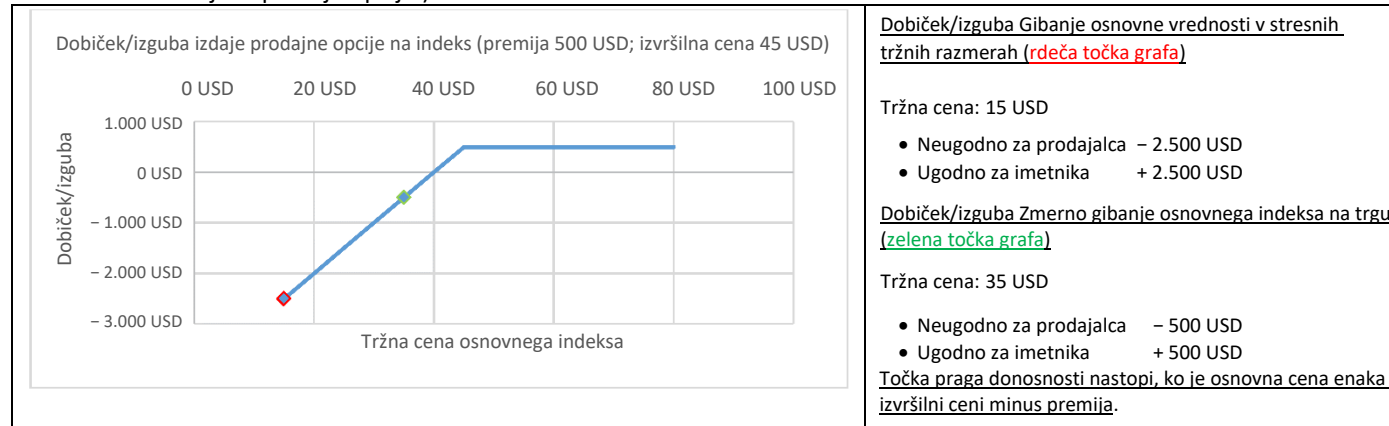 Dobiček/izguba izdaje prodajne opcije na indeks (premija 500 USD; izvršilna cena 45 USD)
0 USD 20 USD 40 USD 60 USD 80 USD 100 USD
1.000 USD
0 USD
− 1.000 USD
− 2.000 USD
− 3.000 USD
Dobiček/izguba
Tržna cena osnovnega indeksa
Dobiček/izguba Gibanje osnovne vrednosti v stresnih
tržnih razmerah (rdeča točka grafa)
Tržna cena: 15 USD
• Neugodno za prodajalca − 2.500 USD
• Ugodno za imetnika + 2.500 USD
Dobiček/izguba Zmerno gibanje osnovnega indeksa na trgu
(zelena točka grafa)
Tržna cena: 35 USD
• Neugodno za prodajalca − 500 USD
• Ugodno za imetnika + 500 USD
Točka praga donosnosti nastopi, ko je osnovna cena enaka
izvršilni ceni minus premija.